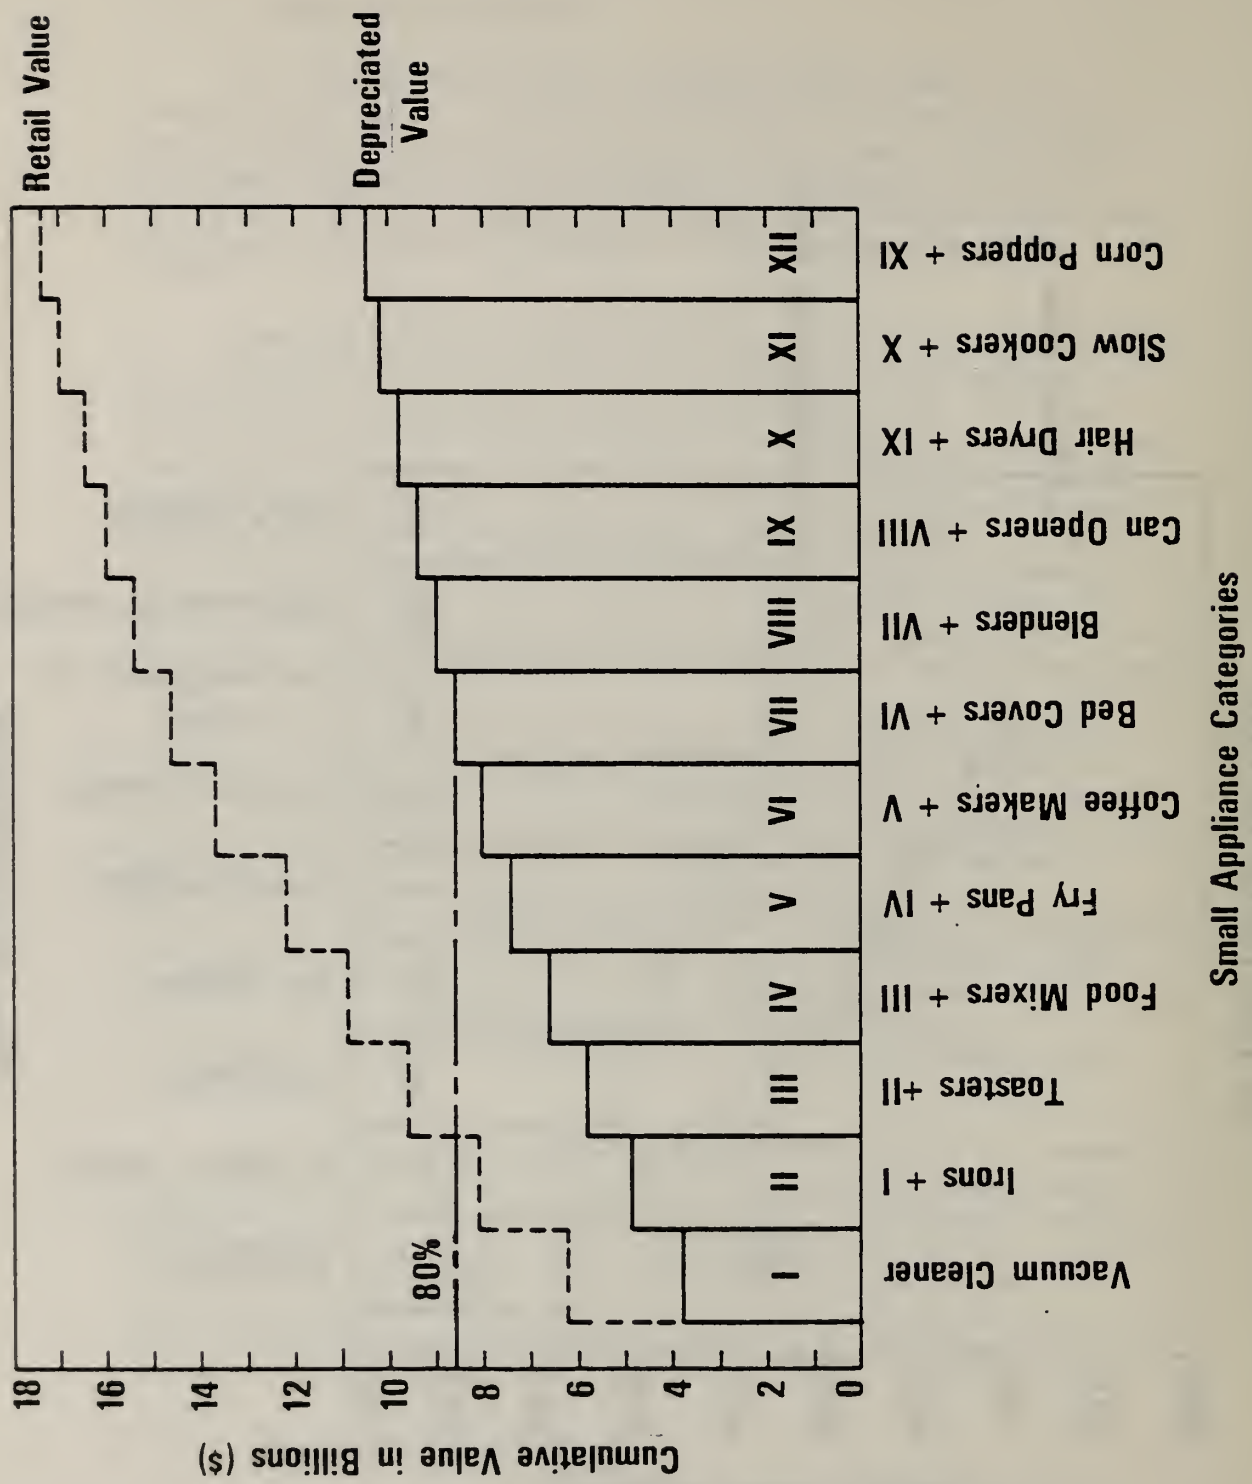 Retail Value
Depreciated
Value
Cumulative Value in Billions ($)
18
16
14
12
10
8
6
4
2
0
80%
I
II
III
IV
V
VI
VII
VIII
IX
X
XI
XII
Vacuum Cleaner
Irons + I
Toasters +II
Food Mixers + III
Fry Pans + IV
Coffee Makers + V
Bed Covers + VI
Blenders + VII
Can Openers + VIII
Hair Dryers + IX
Slow Cookers + X
Corn Poppers + XI
Small Appliance Categories